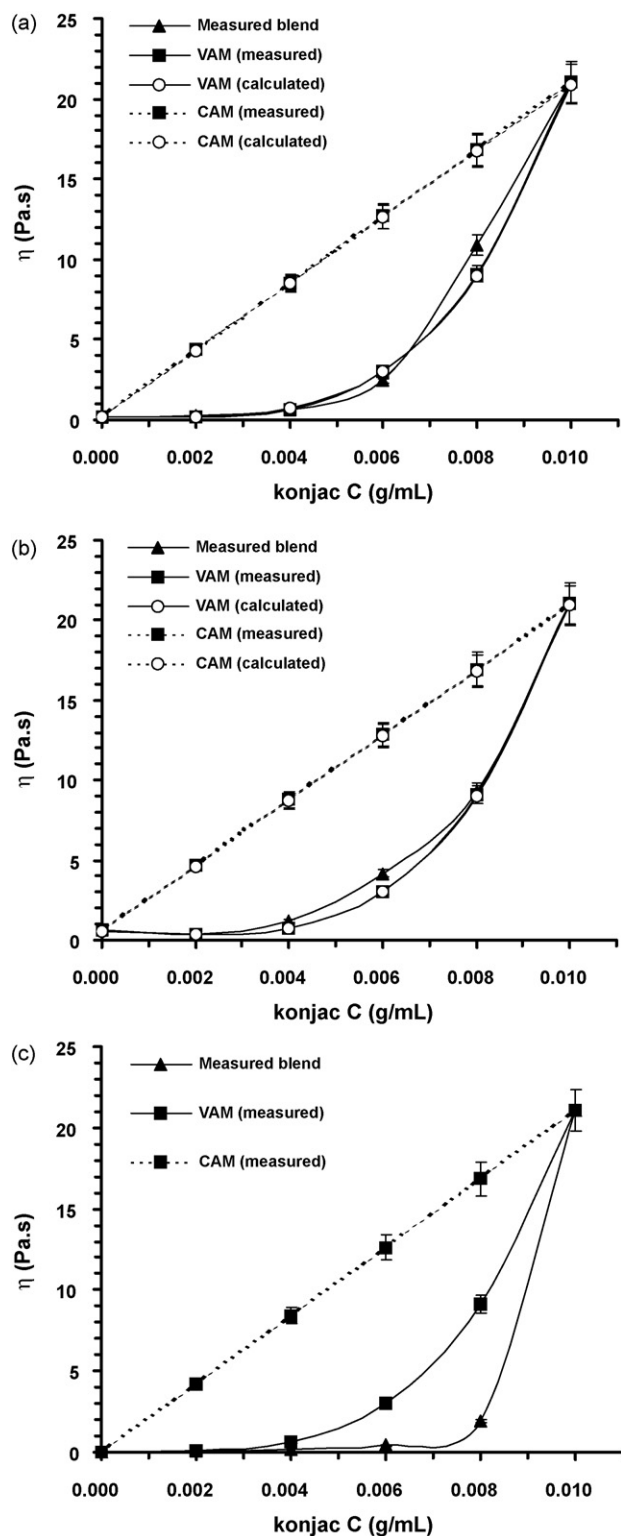 (a)
Measured blend
VAM (measured)
VAM (calculated)
CAM (measured)
CAM (calculated)
25
20
15
10
5
0
η (Pa.s)
0.000 0.002 0.004 0.006 0.008 0.010
konjac C (g/mL)
(b)
Measured blend
VAM (measured)
VAM (calculated)
CAM (measured)
CAM (calculated)
25
20
15
10
5
0
η (Pa.s)
0.000 0.002 0.004 0.006 0.008 0.010
konjac C (g/mL)
(c)
Measured blend
VAM (measured)
CAM (measured)
25
20
15
10
5
0
η (Pa.s)
0.000 0.002 0.004 0.006 0.008 0.010
konjac C (g/mL)